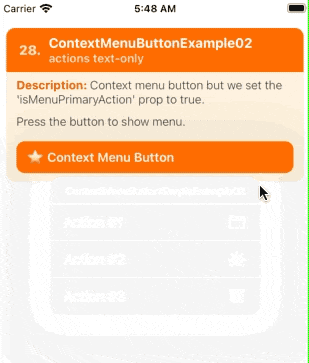 Carrier 5:48 AM
28. ContextMenuButtonExample02
actions text-only
Description: Context menu button but we set the
'isMenuPrimaryAction' prop to true.
Press the button to show menu.
Context Menu Button
ContextMenuButtonExample02
Action #1
Action #2
Action #3